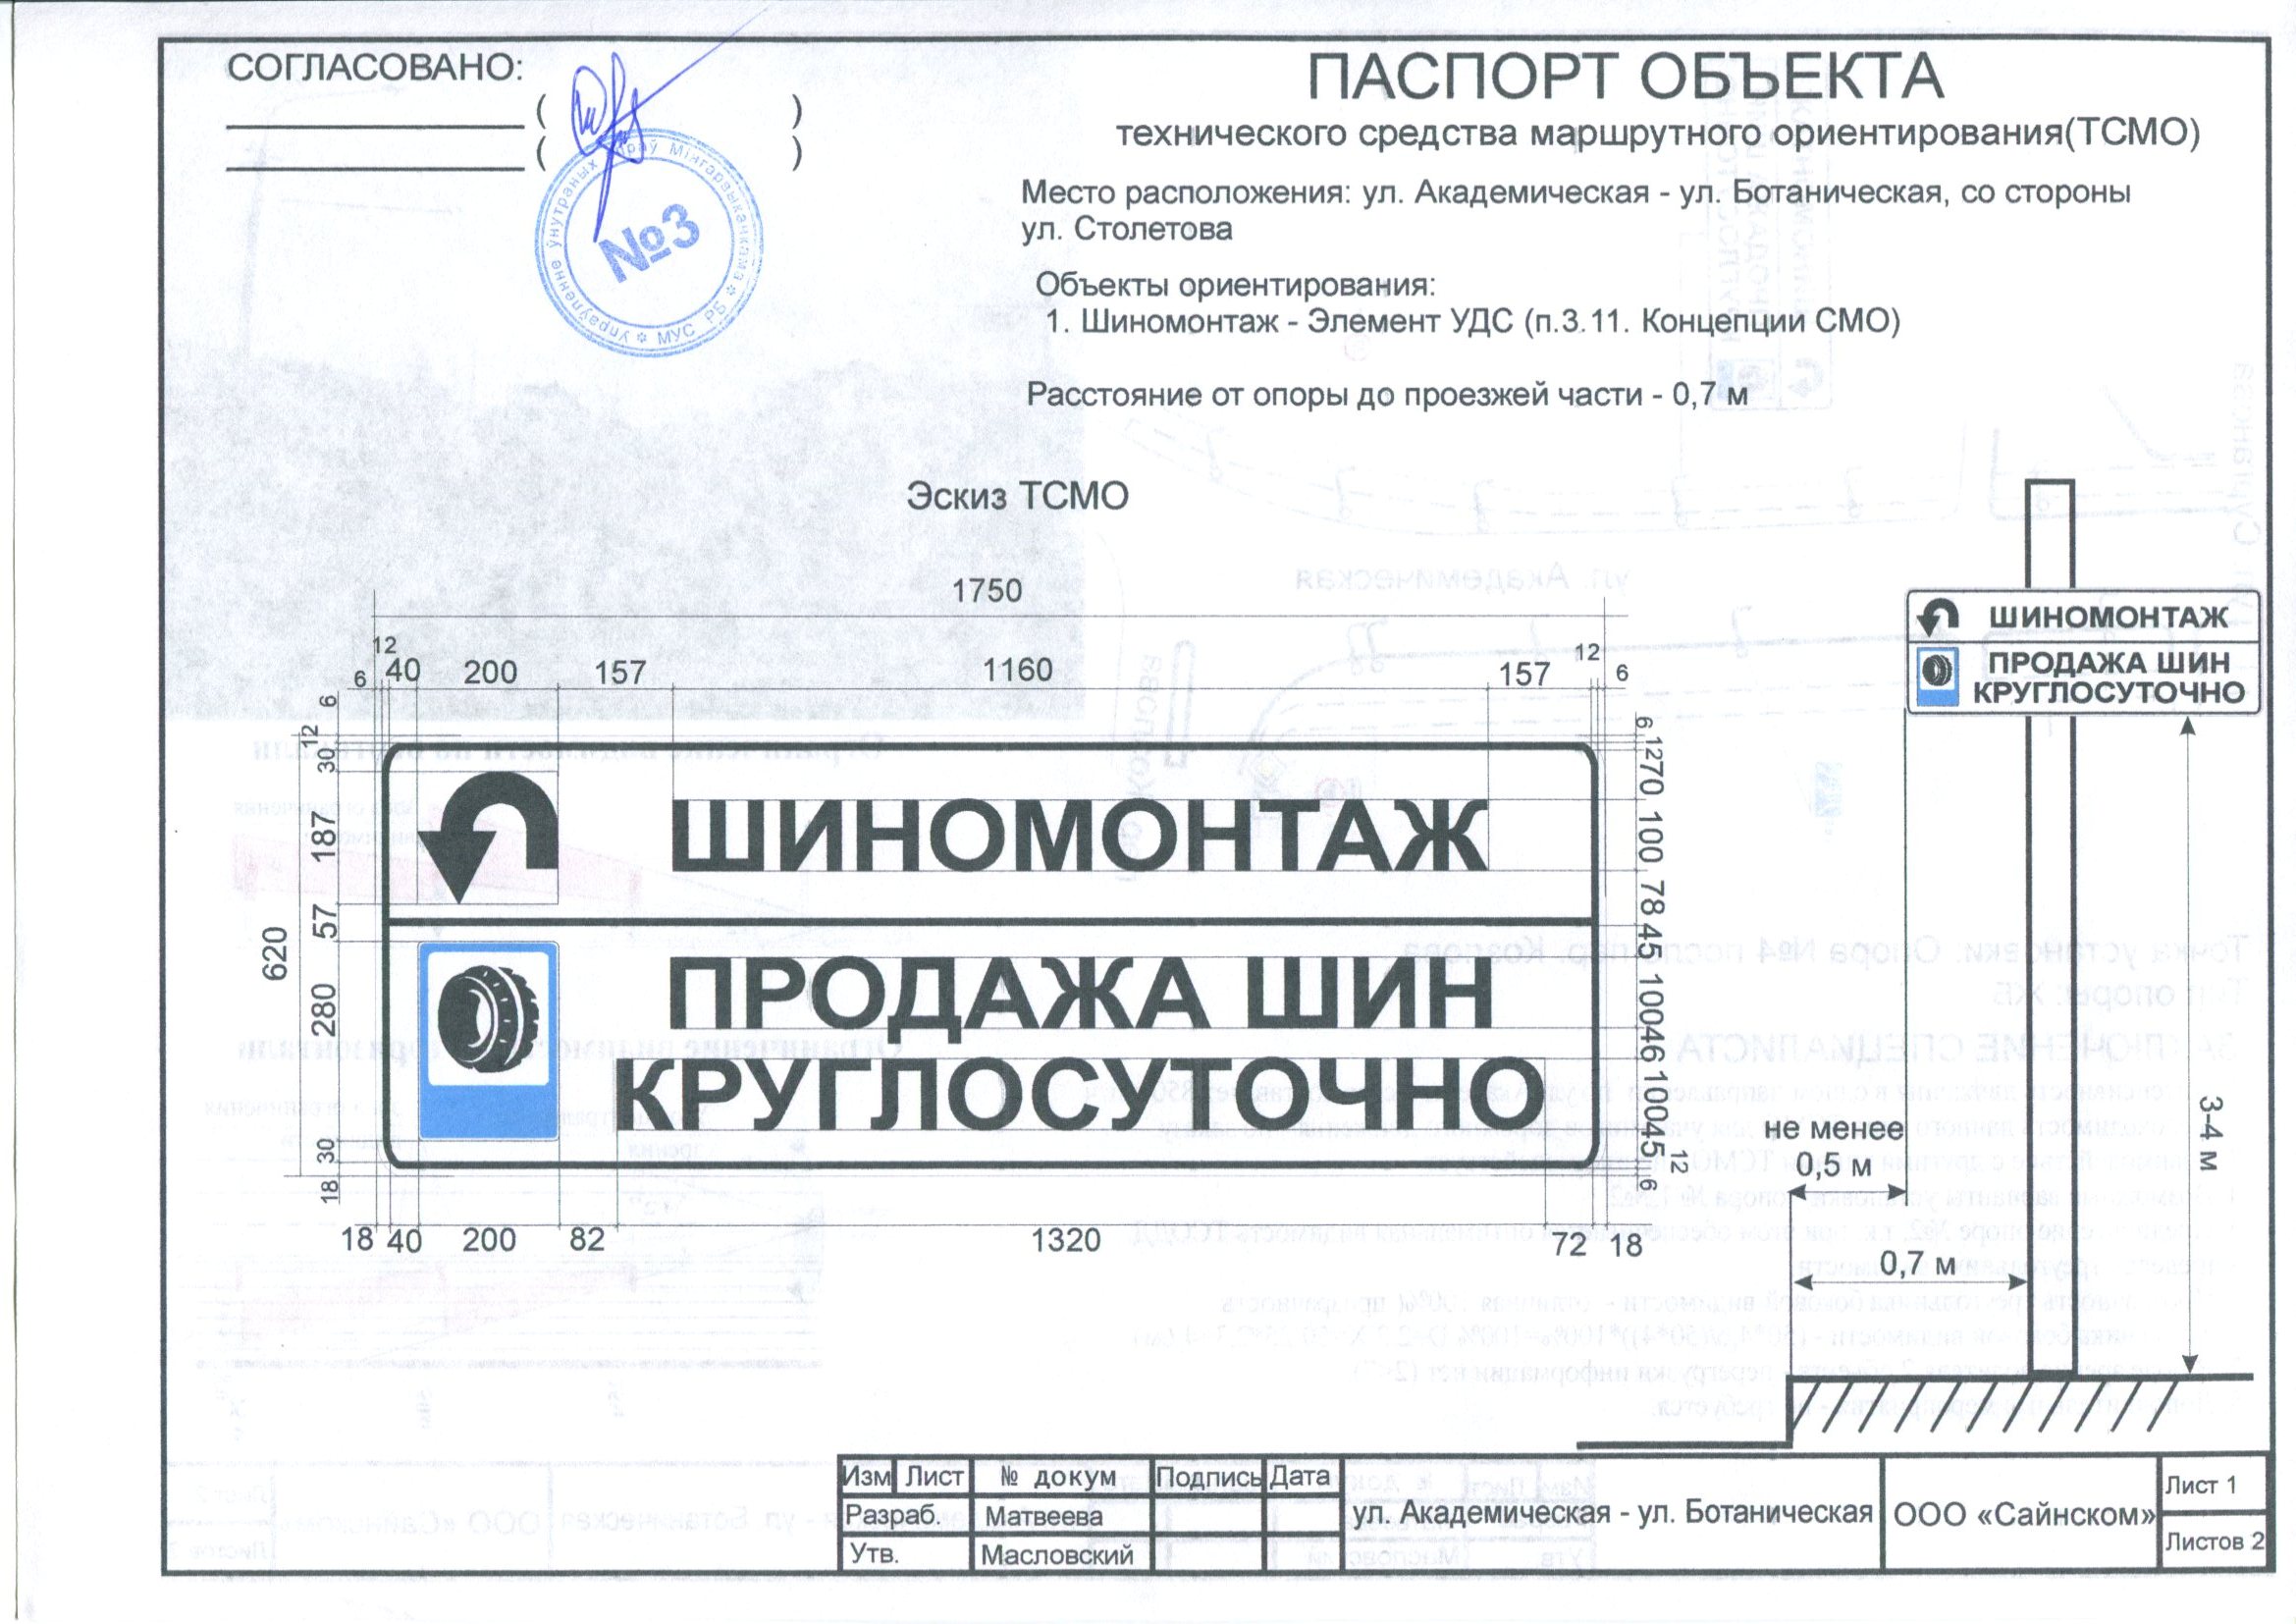 СОГЛАСОВАНО:
( )
( )
Упраўленне ўнутраных спраў Мінгарвыканкома
МУС РБ
№3
ПАСПОРТ ОБЪЕКТА
технического средства маршрутного ориентирования(ТСМО)
Место расположения: ул. Академическая - ул. Ботаническая, со стороны
ул. Столетова
Объекты ориентирования:
1. Шиномонтаж - Элемент УДС (п.3.11. Концепции СМО)
Расстояние от опоры до проезжей части - 0,7 м
Эскиз ТСМО
1750
6 12 40 200 157 1160 157 12 6
6 12 30 187 57 280 30 18
620
ШИНОМОНТАЖ
ПРОДАЖА ШИН
КРУГЛОСУТОЧНО
6 12 70 100 78 45 100 46 100 45 12 6
18 40 200 82 1320 72 18
ШИНОМОНТАЖ
ПРОДАЖА ШИН
КРУГЛОСУТОЧНО
3-4 м
не менее
0,5 м
0,7 м
Изм Лист № докум Подпись Дата
Разраб. Матвеева
Утв. Масловский
ул. Академическая - ул. Ботаническая
ООО «Сайнском»
Лист 1
Листов 2